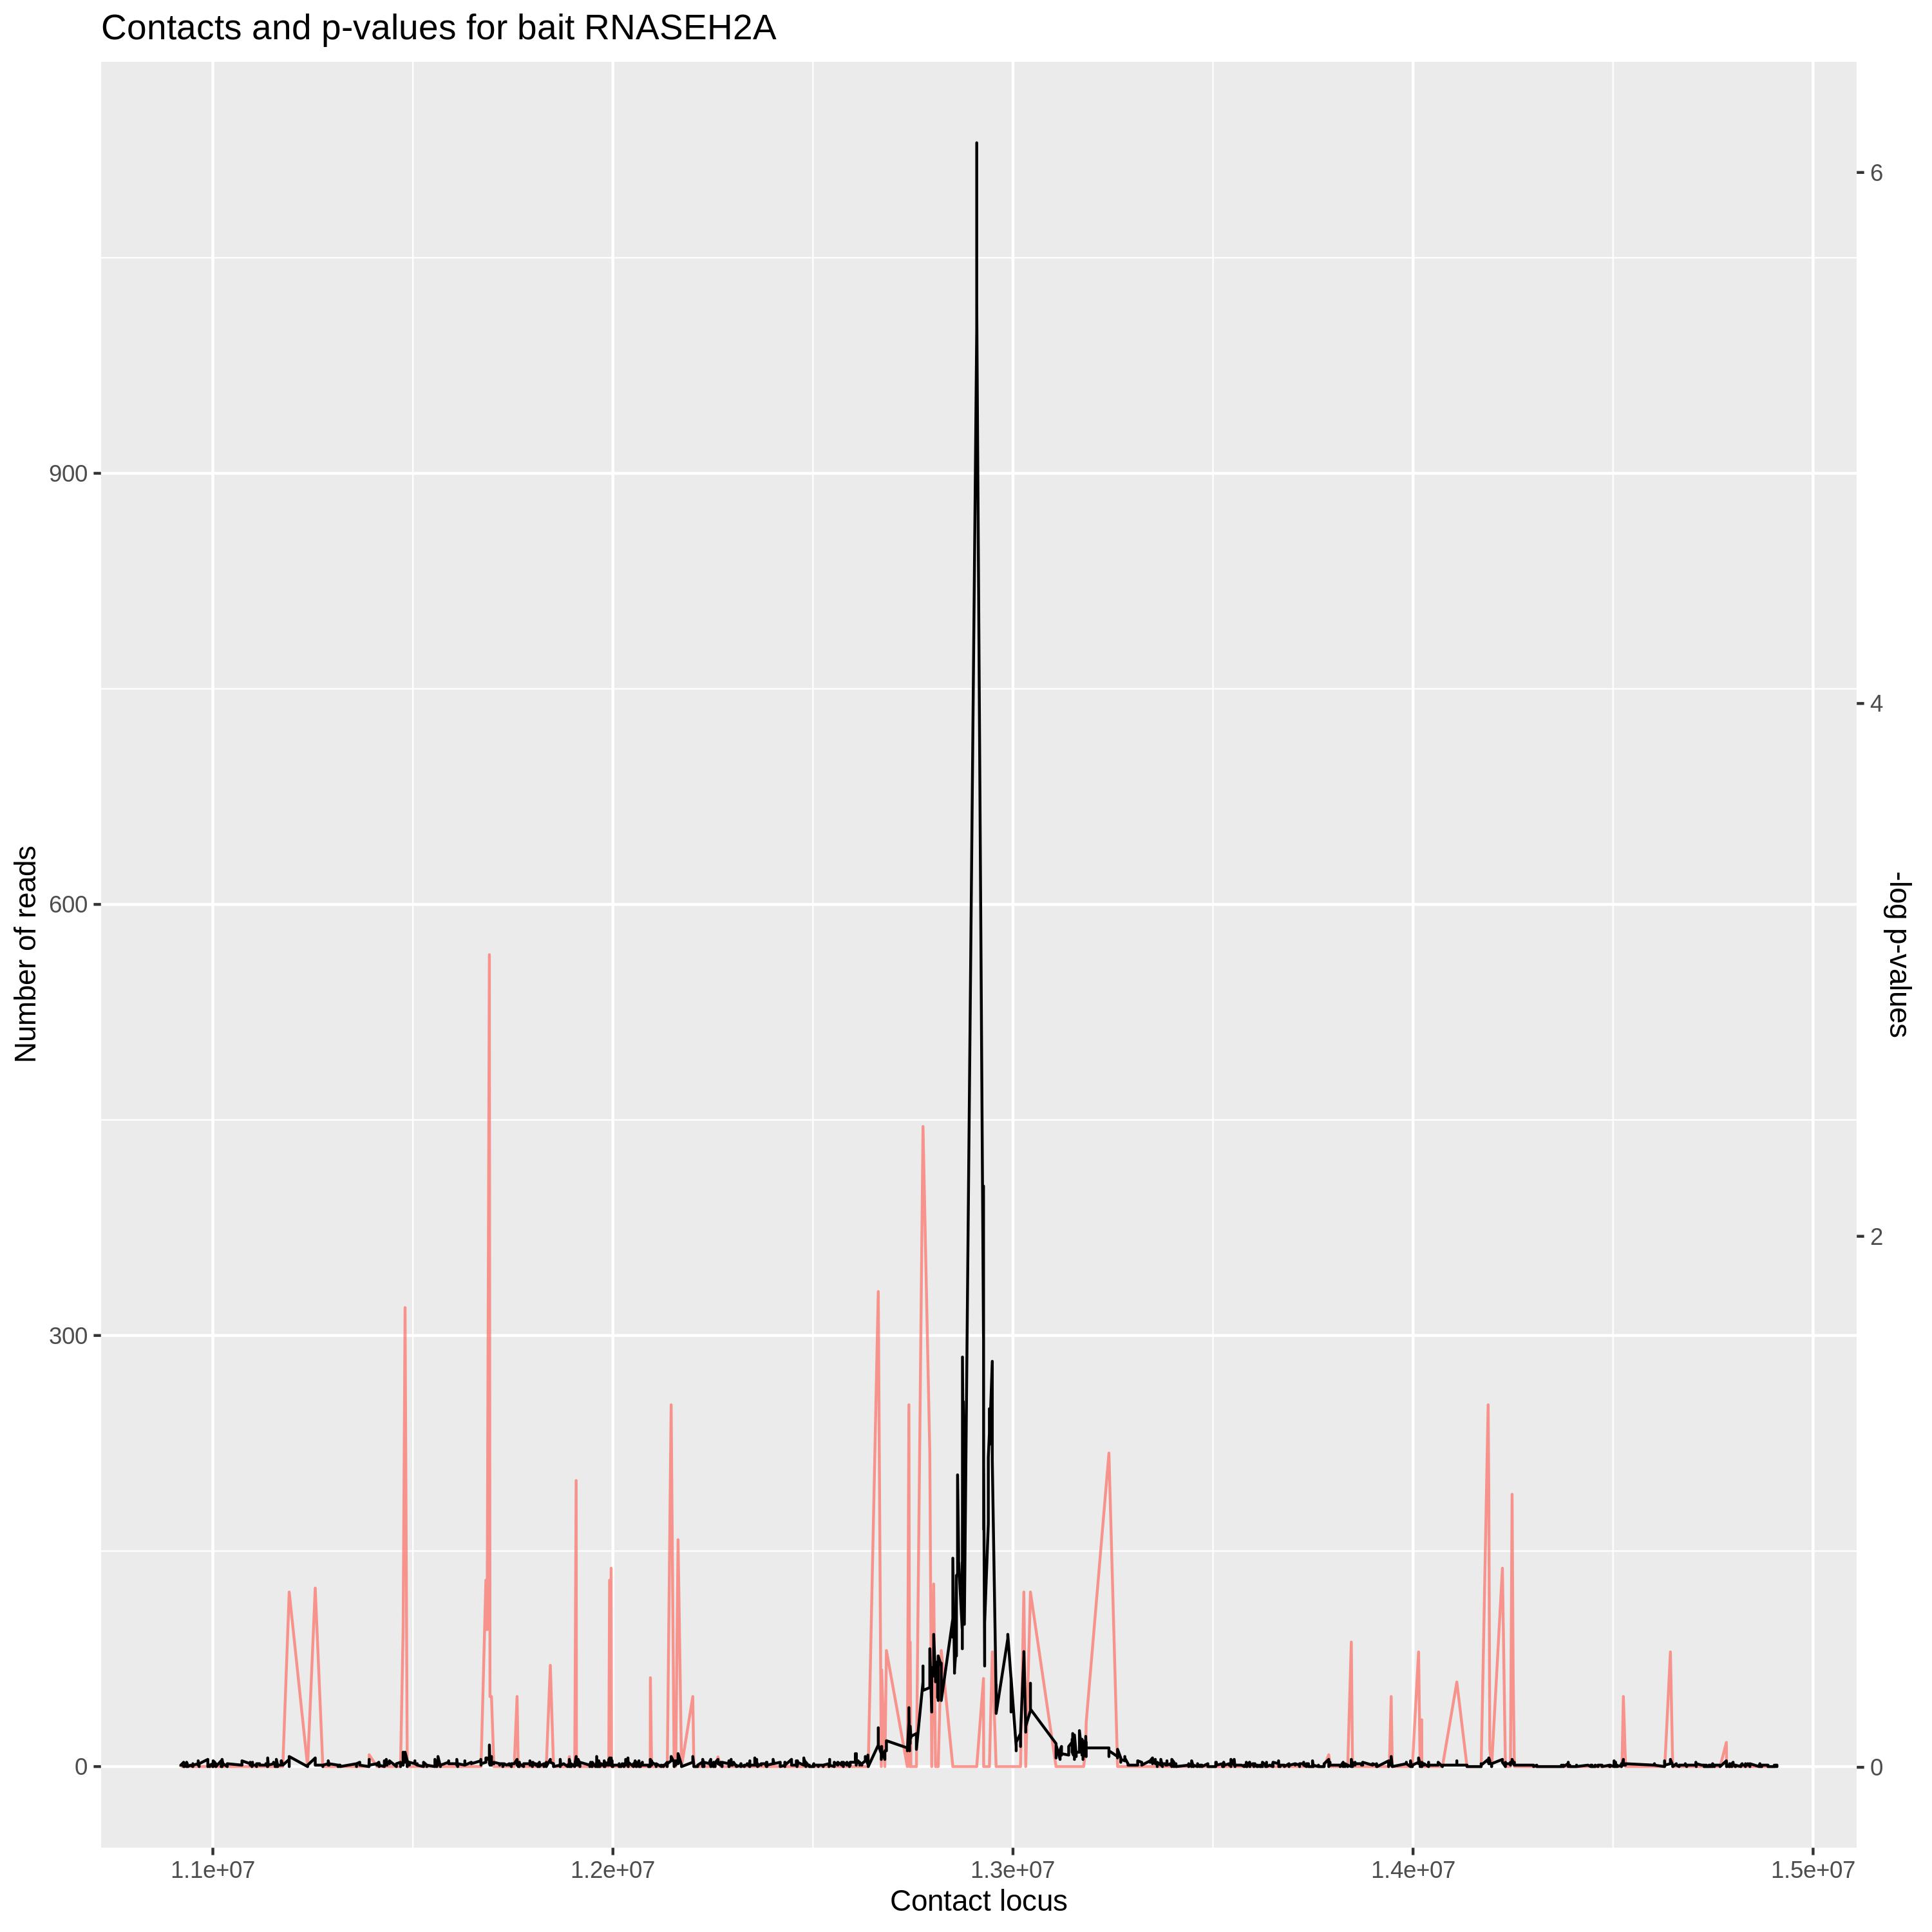 Contacts and p-values for bait RNASEH2A
900
600
300
0
Number of reads
6
4
2
0
-log p-values
1.1e+07
1.2e+07
1.3e+07
1.4e+07
1.5e+07
Contact locus